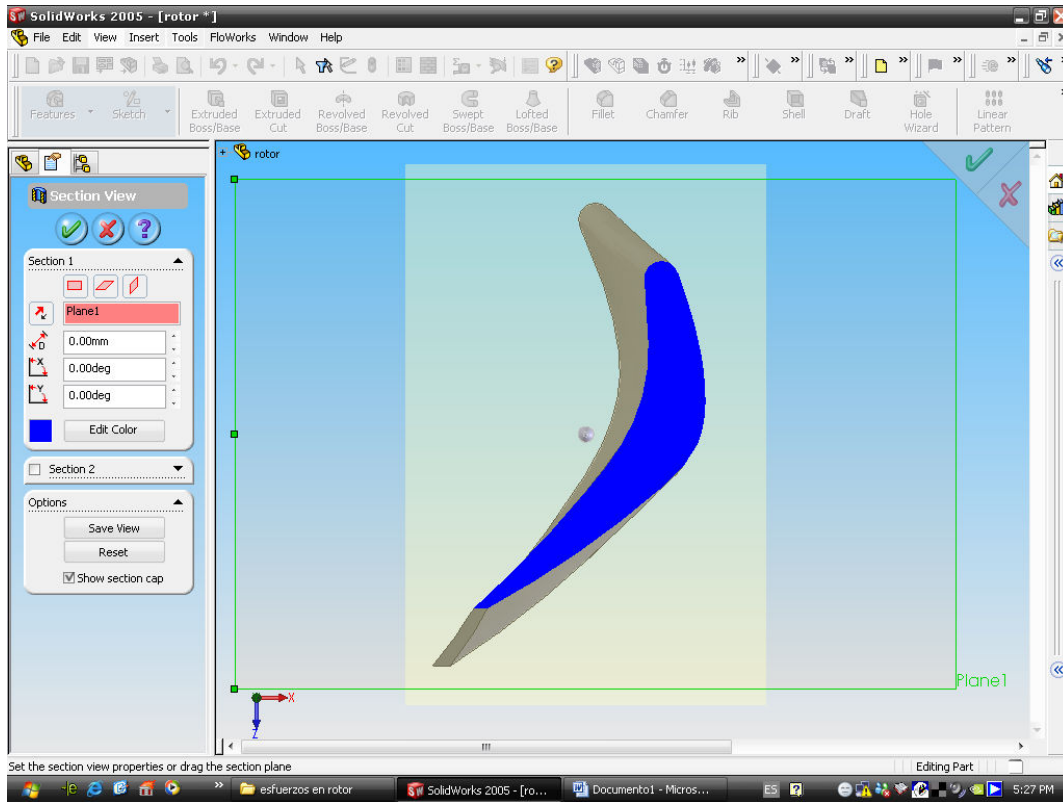 SolidWorks 2005 - [rotor *]
File Edit View Insert Tools FloWorks Window Help
Features Sketch Extruded Boss/Base Extruded Cut Revolved Boss/Base Revolved Cut Swept Boss/Base Lofted Boss/Base Fillet Chamfer Rib Shell Draft Hole Wizard Linear Pattern
rotor
Section View
Section 1
Plane1
D 0.00mm
X 0.00deg
Y 0.00deg
Edit Color
Section 2
Options
Save View
Reset
Show section cap
Plane1
X
Z
Set the section view properties or drag the section plane
Editing Part
esfuerzos en rotor
SolidWorks 2005 - [ro...
Documento1 - Micros...
ES
5:27 PM